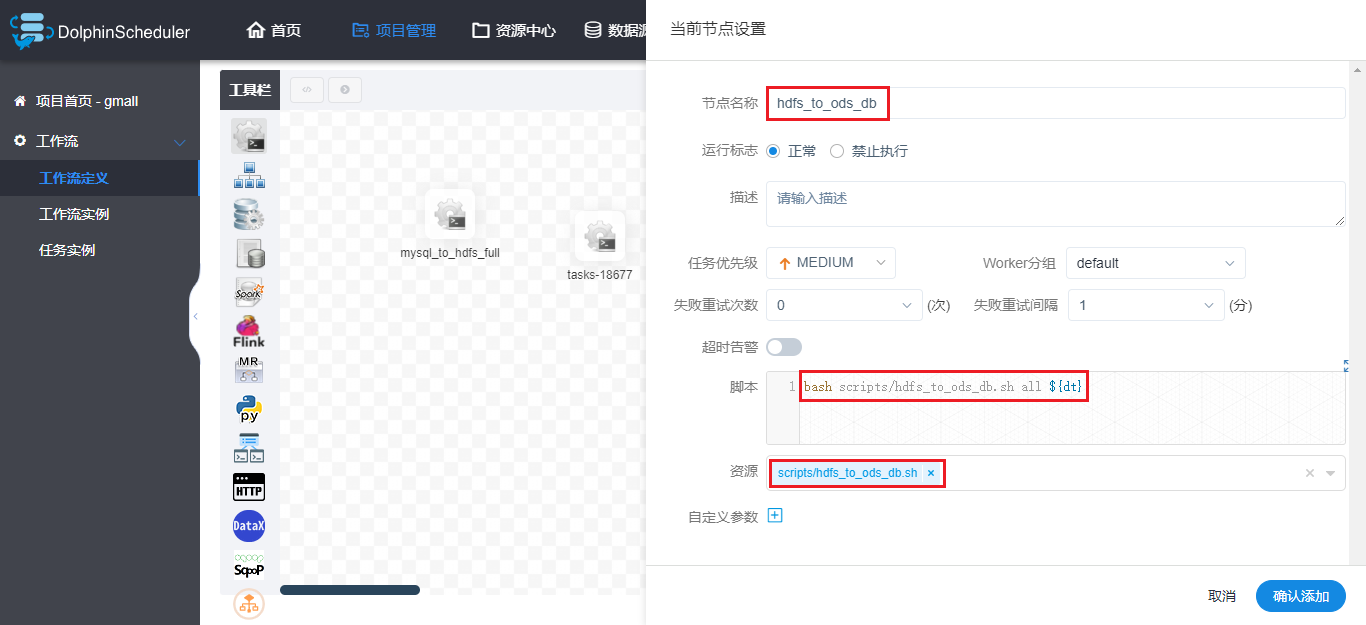 DolphinScheduler
首页
项目管理
资源中心
数据源
项目首页 - gmall
工作流
工作流定义
工作流实例
任务实例
工具栏
Spark
Flink
MR
py
HTTP
DataX
Sqoop
mysql_to_hdfs_full
tasks-18677
当前节点设置
节点名称 hdfs_to_ods_db
运行标志 正常 禁止执行
描述 请输入描述
任务优先级 MEDIUM Worker分组 default
失败重试次数 0 (次) 失败重试间隔 1 (分)
超时告警
脚本 1 bash scripts/hdfs_to_ods_db.sh all ${dt}
资源 scripts/hdfs_to_ods_db.sh ×
自定义参数
取消 确认添加